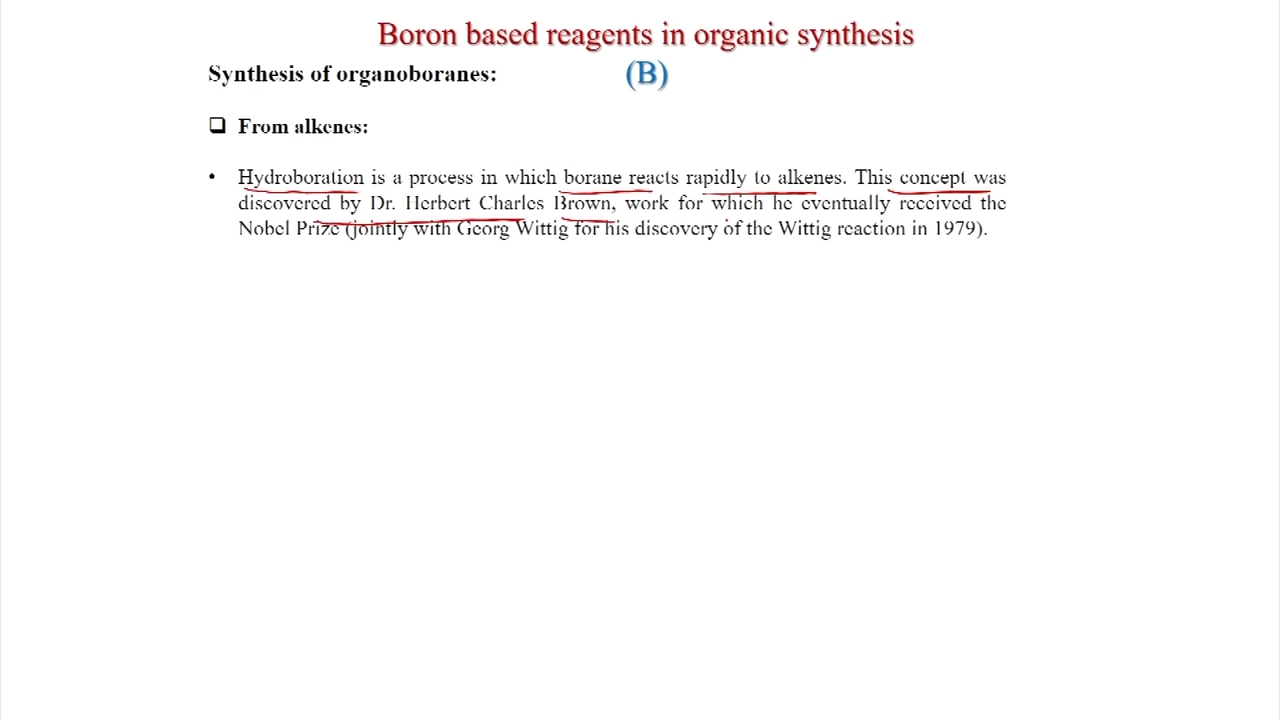 Boron based reagents in organic synthesis
Synthesis of organoboranes: (B)
❑ From alkenes:
• Hydroboration is a process in which borane reacts rapidly to alkenes. This concept was
discovered by Dr. Herbert Charles Brown, work for which he eventually received the
Nobel Prize (jointly with Georg Wittig for his discovery of the Wittig reaction in 1979).